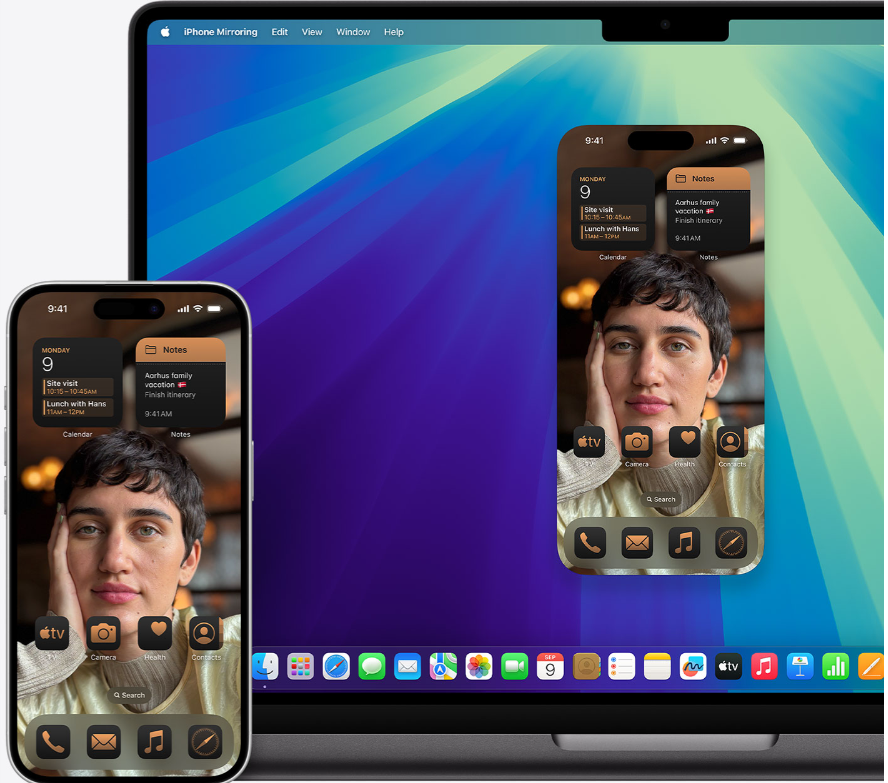 iPhone Mirroring Edit View Window Help
9:41
MONDAY
9
Site visit
10:15 – 10:45AM
Lunch with Hans
11AM – 12PM
Calendar
Notes
Aarhus family
vacation 🇩🇰
Finish itinerary
9:41AM
Notes
tv
TV
Camera
Health
Contacts
Search
9:41
MONDAY
9
Site visit
10:15 – 10:45AM
Lunch with Hans
11AM – 12PM
Calendar
Notes
Aarhus family
vacation 🇩🇰
Finish itinerary
9:41AM
Notes
tv
TV
Camera
Health
Contacts
Search
SEP
9
tv